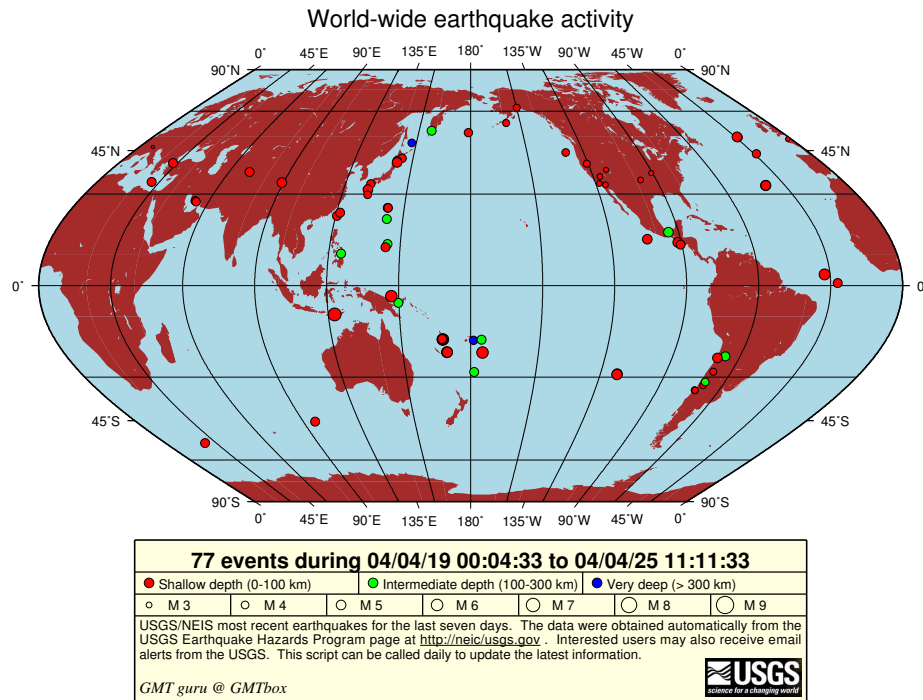 World-wide earthquake activity
0˚ 45˚E 90˚E 135˚E 180˚ 135˚W 90˚W 45˚W 0˚
90˚N 90˚N
45˚N 45˚N
0˚ 0˚
45˚S 45˚S
90˚S 90˚S
0˚ 45˚E 90˚E 135˚E 180˚ 135˚W 90˚W 45˚W 0˚
77 events during 04/04/19 00:04:33 to 04/04/25 11:11:33
Shallow depth (0-100 km) Intermediate depth (100-300 km) Very deep (> 300 km)
M 3 M 4 M 5 M 6 M 7 M 8 M 9
USGS/NEIS most recent earthquakes for the last seven days. The data were obtained automatically from the
USGS Earthquake Hazards Program page at http://neic/usgs.gov . Interested users may also receive email
alerts from the USGS. This script can be called daily to update the latest information.
USGS
science for a changing world
GMT guru @ GMTbox